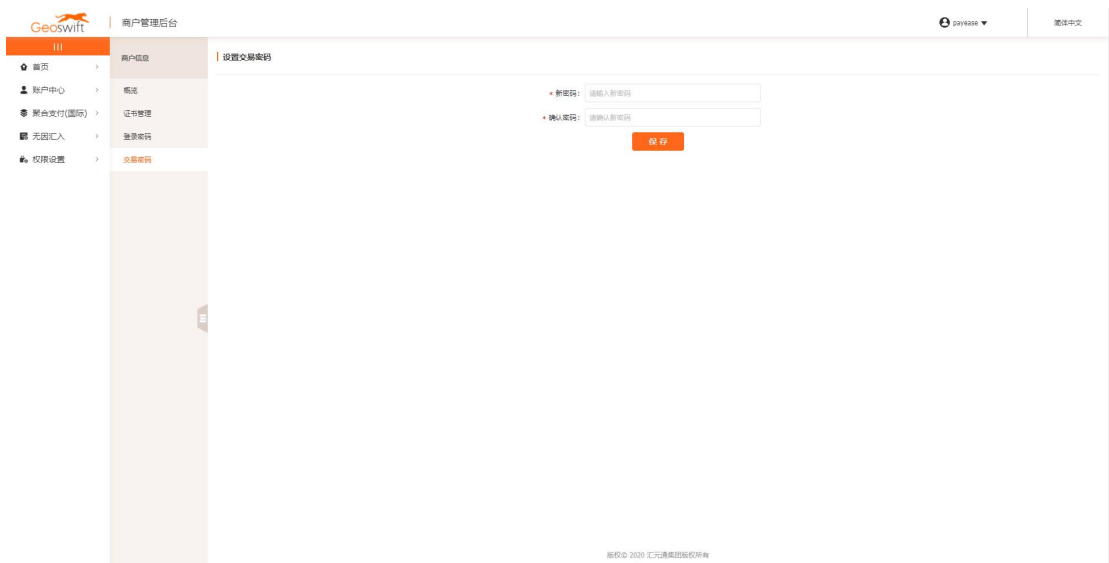 Geoswift
商户管理后台
payease
简体中文
首页
账户中心
聚合支付(国际)
无因汇入
权限设置
商户信息
概览
证书管理
登录密码
交易密码
设置交易密码
* 新密码: 请输入新密码
* 确认密码: 请确认新密码
保存
版权© 2020 汇元通集团版权所有